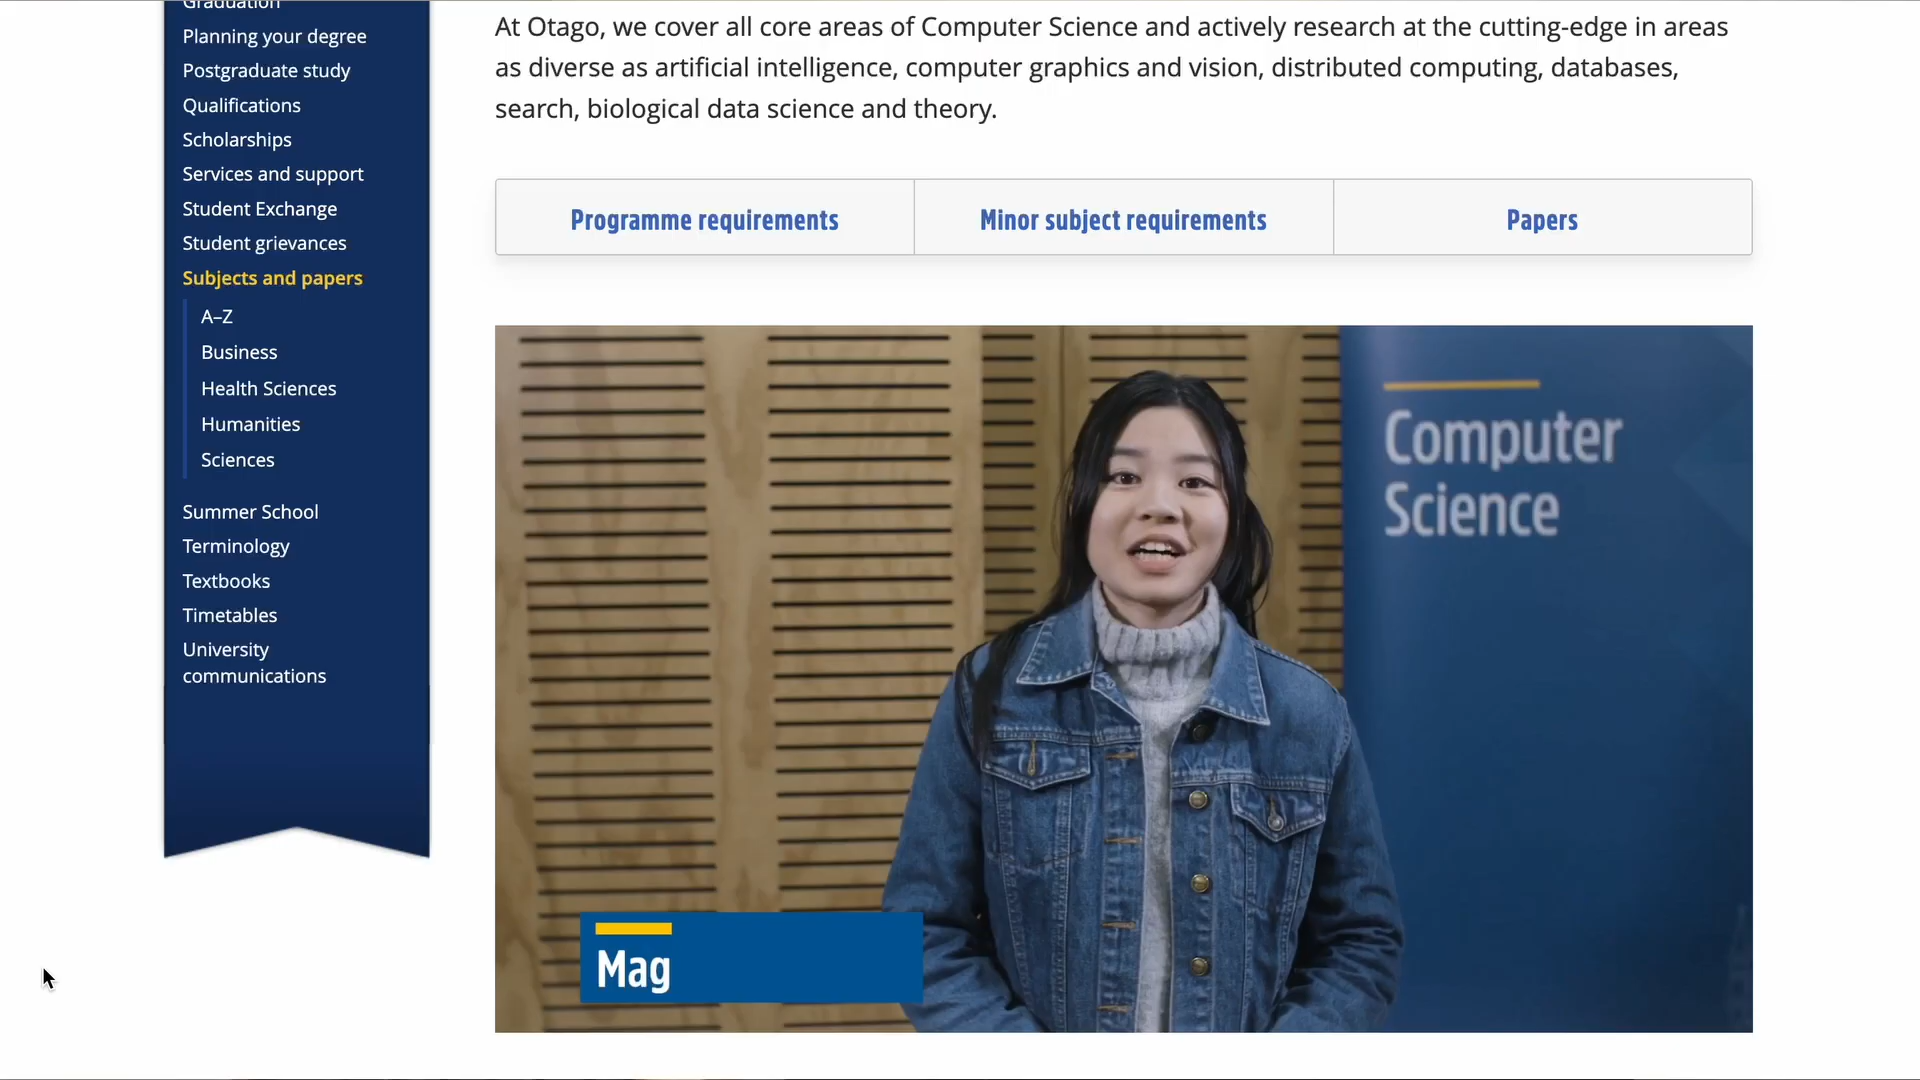 Graduation
Planning your degree
Postgraduate study
Qualifications
Scholarships
Services and support
Student Exchange
Student grievances
Subjects and papers
A–Z
Business
Health Sciences
Humanities
Sciences
Summer School
Terminology
Textbooks
Timetables
University
communications
At Otago, we cover all core areas of Computer Science and actively research at the cutting-edge in areas
as diverse as artificial intelligence, computer graphics and vision, distributed computing, databases,
search, biological data science and theory.
Programme requirements
Minor subject requirements
Papers
Computer
Science
Mag